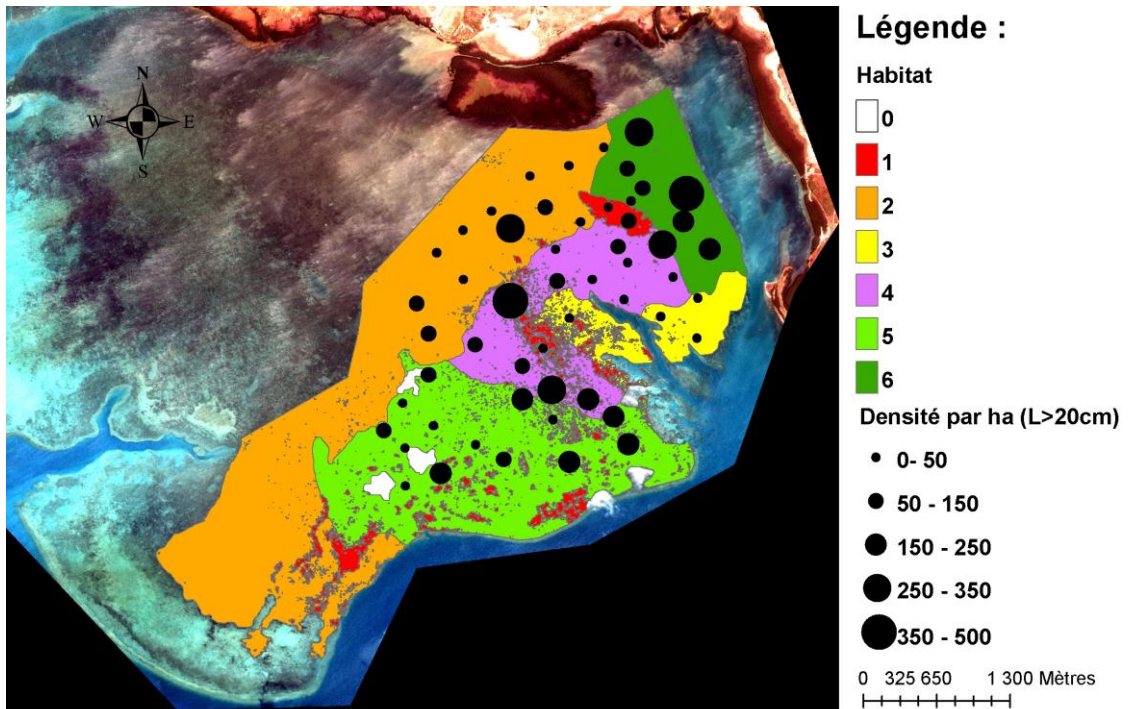 N
W E
S
Légende :
Habitat
0
1
2
3
4
5
6
Densité par ha (L>20cm)
0- 50
50 - 150
150 - 250
250 - 350
350 - 500
0 325 650 1 300 Mètres